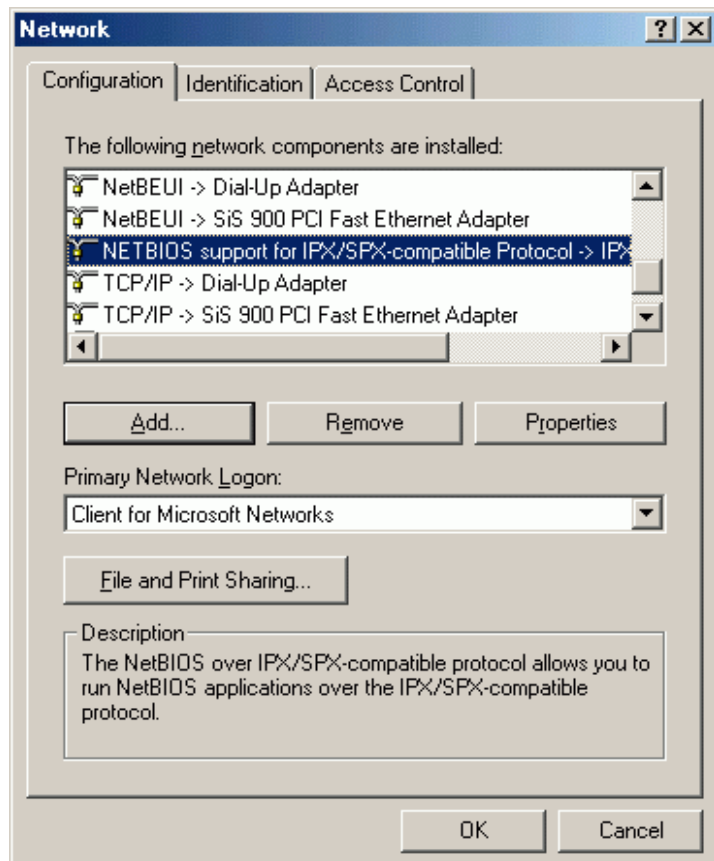 Network
Configuration Identification Access Control
The following network components are installed:
NetBEUI -> Dial-Up Adapter
NetBEUI -> SiS 900 PCI Fast Ethernet Adapter
NETBIOS support for IPX/SPX-compatible Protocol -> IPX
TCP/IP -> Dial-Up Adapter
TCP/IP -> SiS 900 PCI Fast Ethernet Adapter
Add... Remove Properties
Primary Network Logon:
Client for Microsoft Networks
File and Print Sharing...
Description
The NetBIOS over IPX/SPX-compatible protocol allows you to
run NetBIOS applications over the IPX/SPX-compatible
protocol.
OK Cancel